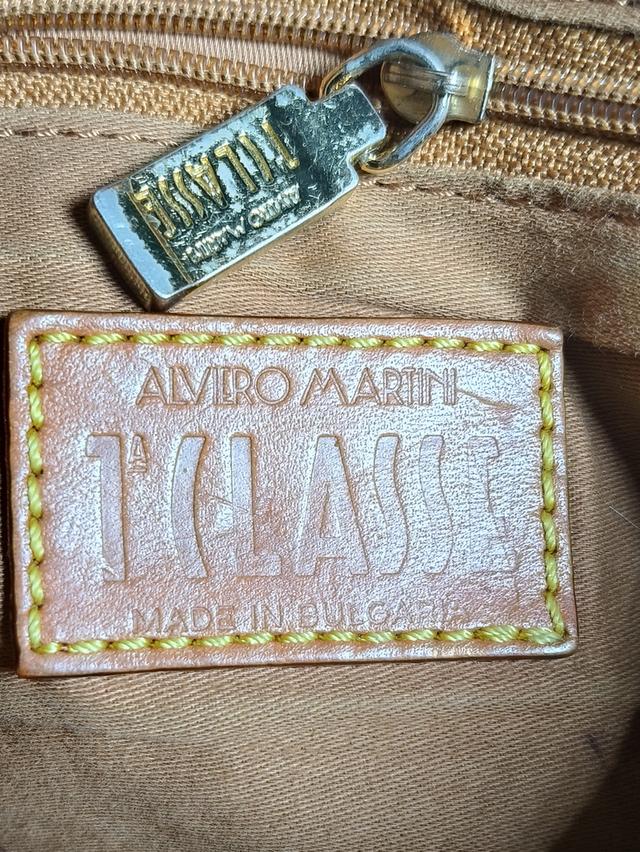 1ª CLASSE
ALVIERO MARTINI
ALVIERO MARTINI
1ª CLASSE
MADE IN BULGARIA